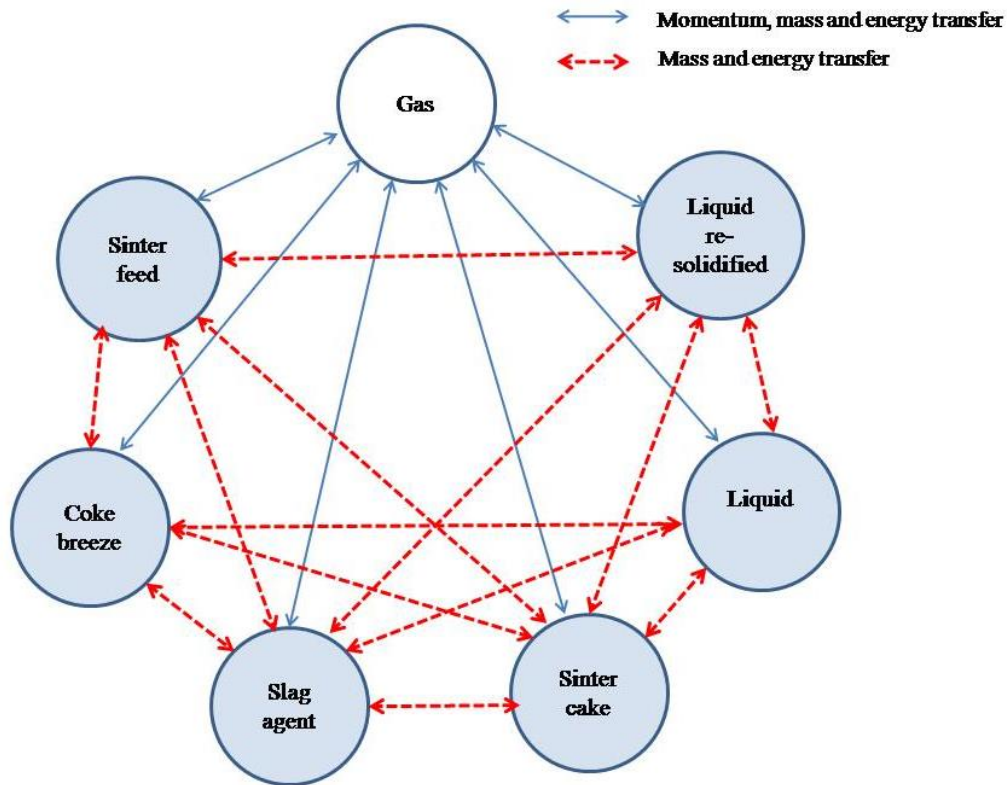 Momentum, mass and energy transfer
Mass and energy transfer
Gas
Liquid
re-
solidified
Sinter
feed
Liquid
Coke
breeze
Slag
agent
Sinter
cake